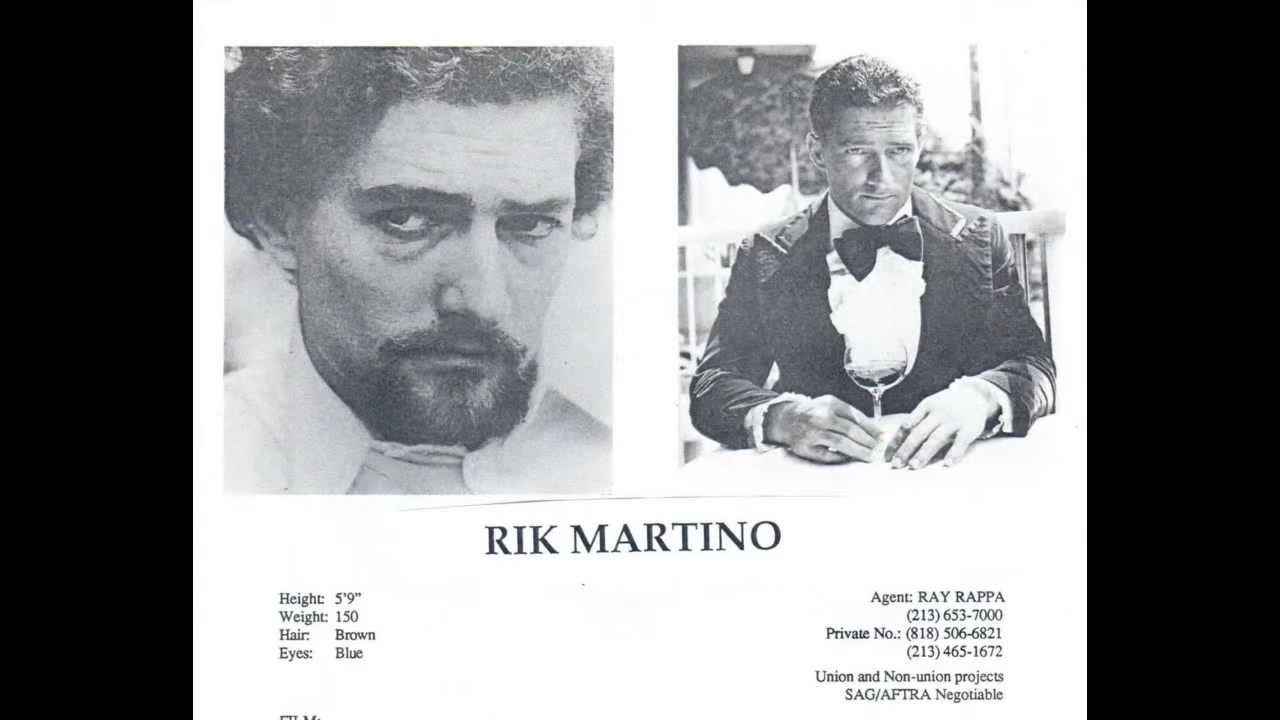 RIK MARTINO
Height: 5'9"
Weight: 150
Hair: Brown
Eyes: Blue
Agent: RAY RAPPA
(213) 653-7000
Private No.: (818) 506-6821
(213) 465-1672
Union and Non-union projects
SAG/AFTRA Negotiable
FILM: